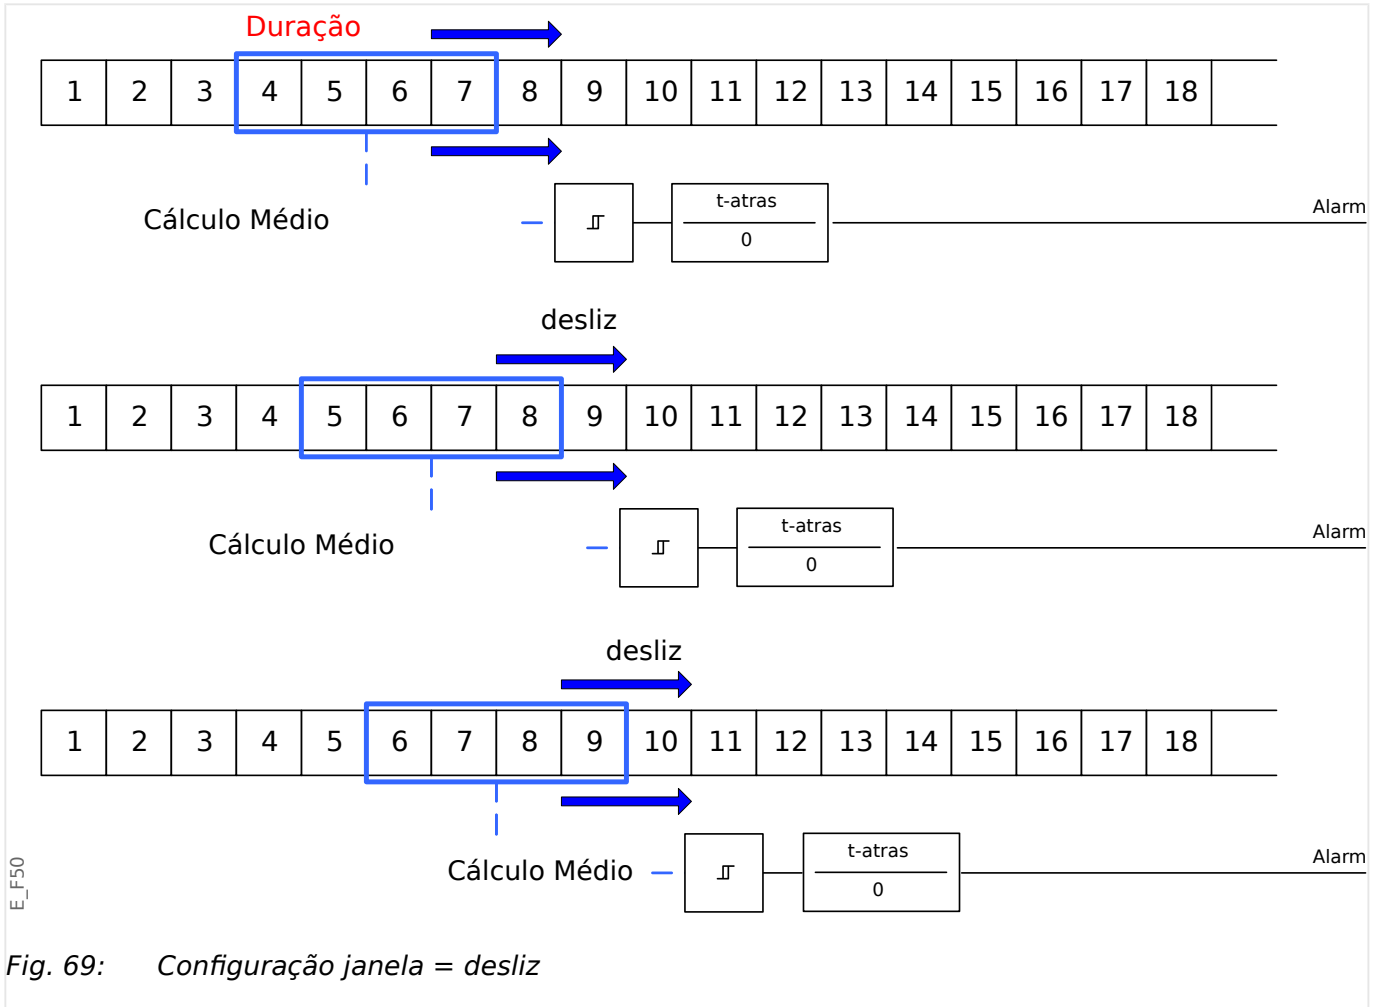 Duração
1 2 3 4 5 6 7 8 9 10 11 12 13 14 15 16 17 18
t-atras
Alarm
Cálculo Médio
0
desliz
1 2 3 4 5 6 7 8 9 10 11 12 13 14 15 16 17 18
t-atras
Alarm
Cálculo Médio
0
desliz
1 2 3 4 5 6 7 8 9 10 11 12 13 14 15 16 17 18
t-atras
Alarm
Cálculo Médio
0
E_F50
Fig. 69: Configuração janela = desliz